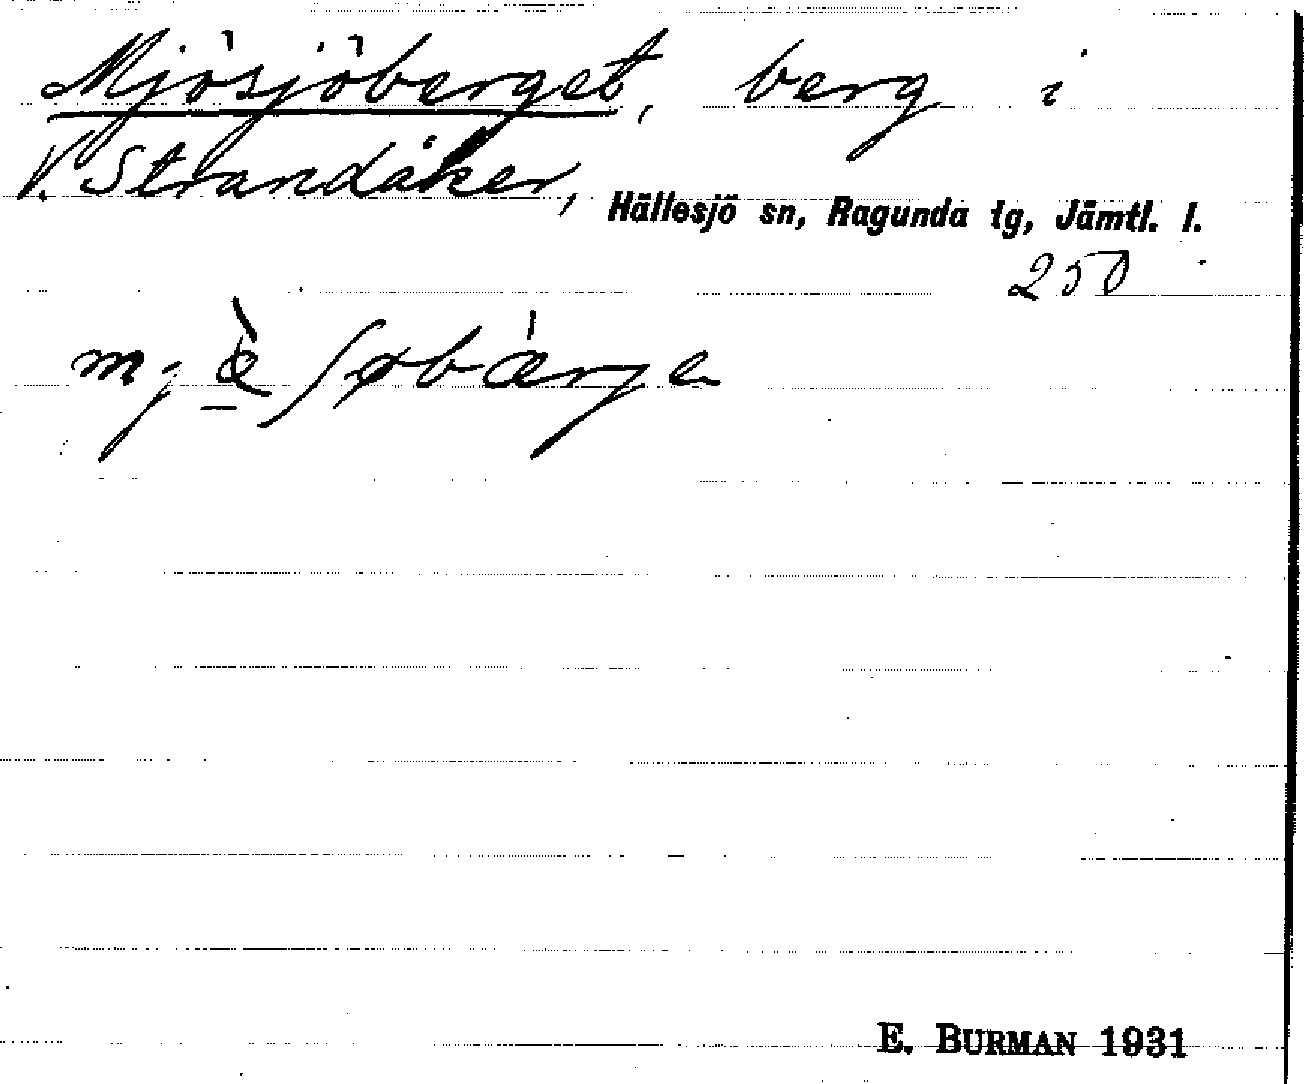 Mjösjöberget, berg i
V. Strandåker, Hällesjö sn, Ragunda tg, Jämtl. l.
250
E. BURMAN 1931